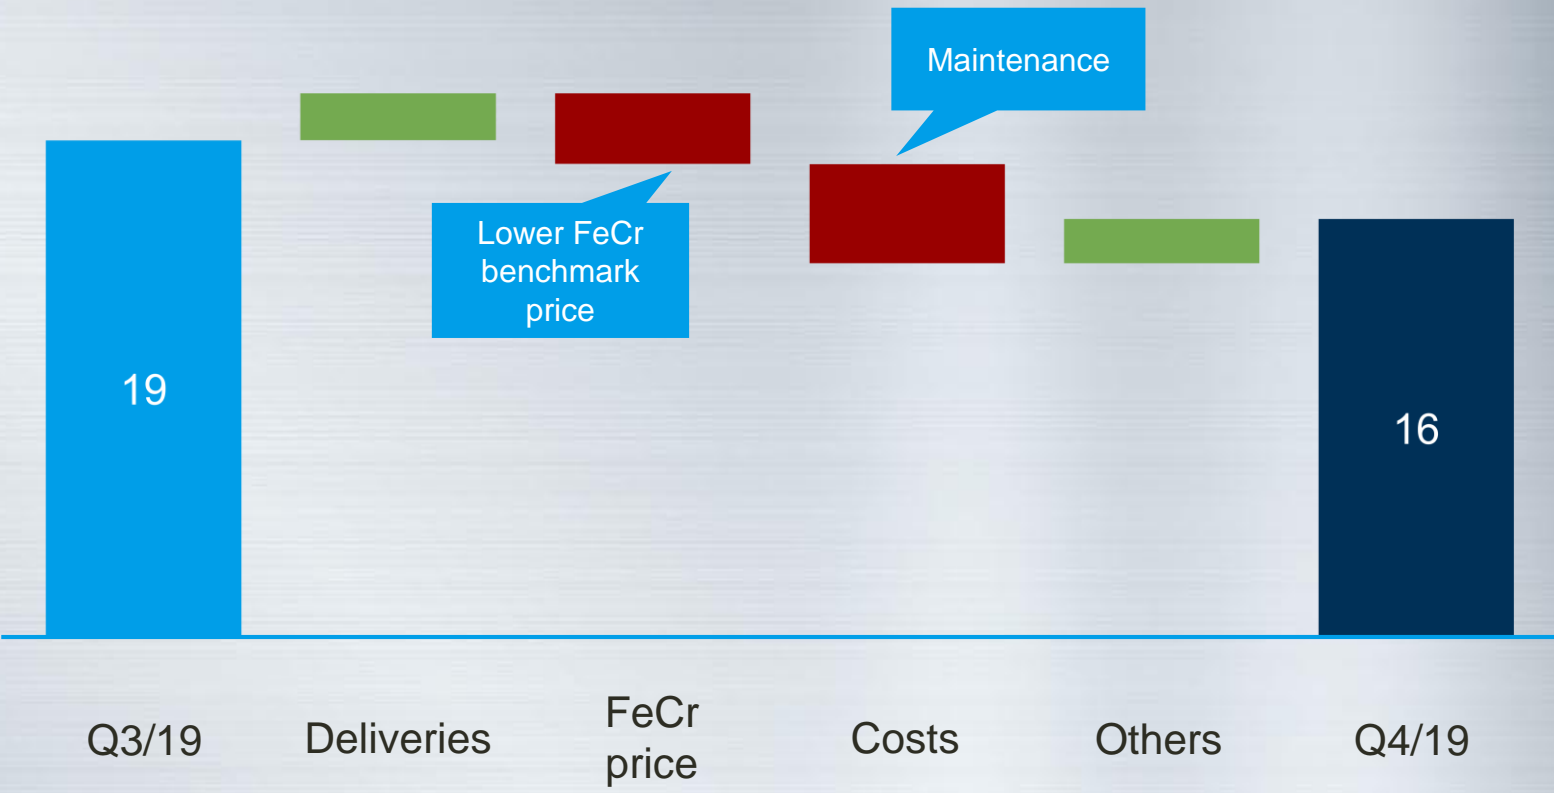 Maintenance
Lower FeCr
benchmark
price
19
16
Q3/19
Deliveries
FeCr
price
Costs
Others
Q4/19